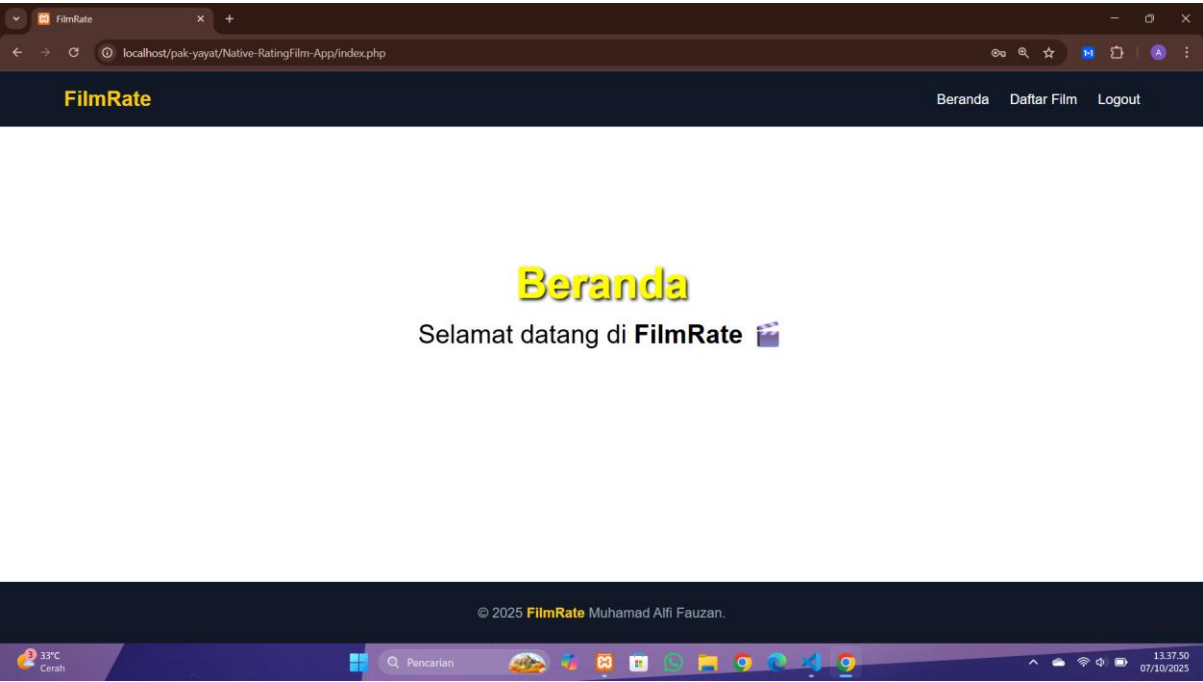 FilmRate
localhost/pak-yayat/Native-RatingFilm-App/index.php
A
FilmRate
Beranda Daftar Film Logout
Beranda
Selamat datang di FilmRate 🎬
© 2025 FilmRate Muhamad Alfi Fauzan.
3
33°C
Cerah
Pencarian
13.37.50
07/10/2025